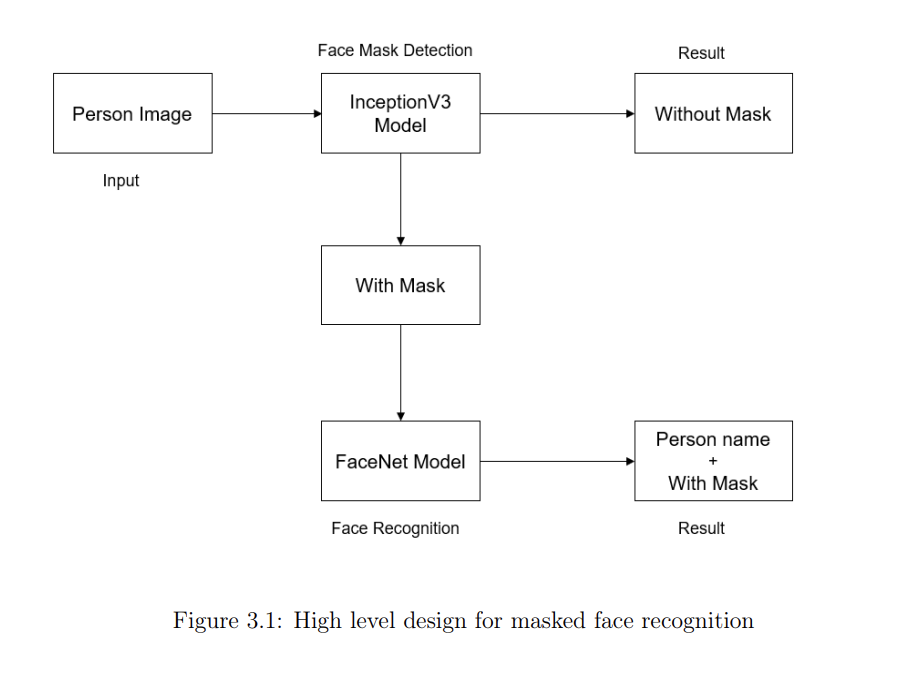 Face Mask Detection
Result
Person Image
InceptionV3
Model
Without Mask
Input
With Mask
FaceNet Model
Person name
+
With Mask
Face Recognition
Result
Figure 3.1: High level design for masked face recognition